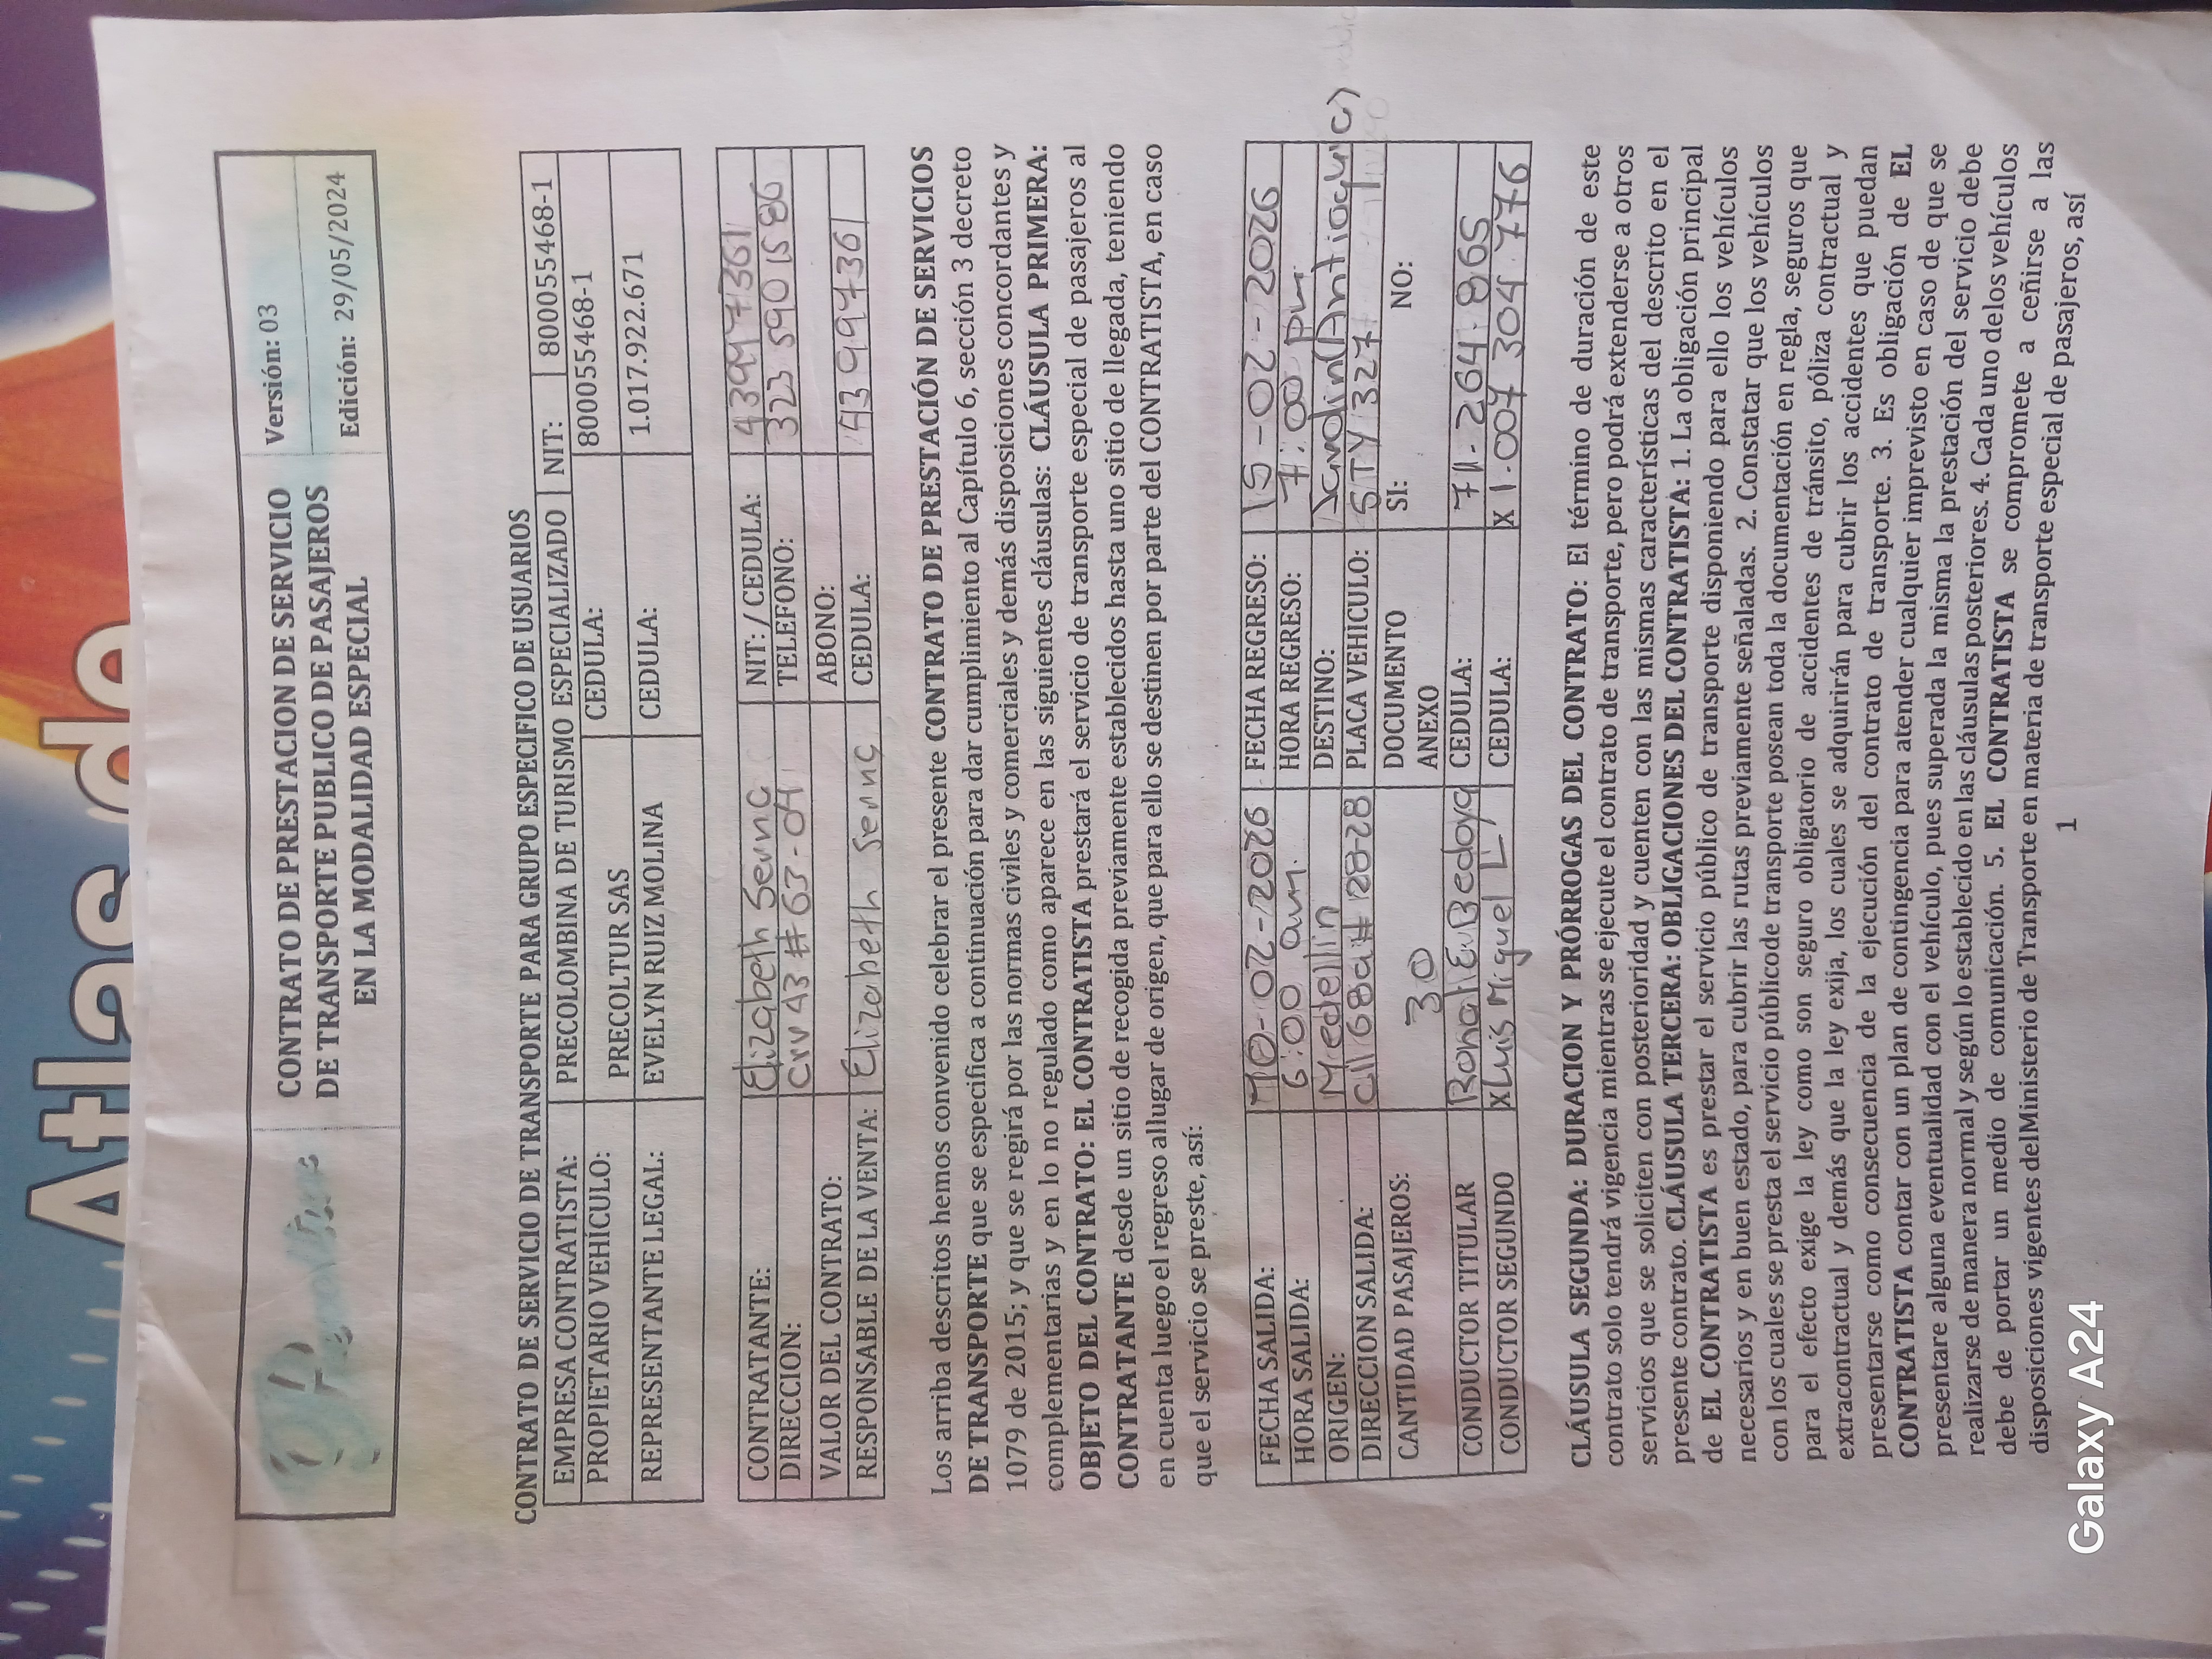 Atlas de
CONTRATO DE PRESTACION DE SERVICIO
DE TRANSPORTE PUBLICO DE PASAJEROS
EN LA MODALIDAD ESPECIAL
Versión: 03
Edición: 29/05/2024
CONTRATO DE SERVICIO DE TRANSPORTE PARA GRUPO ESPECIFICO DE USUARIOS
EMPRESA CONTRATISTA: PRECOLOMBINA DE TURISMO ESPECIALIZADO NIT: 800055468-1
PROPIETARIO VEHÍCULO: PRECOLTUR SAS CEDULA: 800055468-1
REPRESENTANTE LEGAL: EVELYN RUIZ MOLINA CEDULA: 1.017.922.671
CONTRATANTE: Elizabeth Serna NIT: / CEDULA: 43997361
DIRECCION: Crv 43 # 63-04 TELEFONO: 323 590 15 86
VALOR DEL CONTRATO: ABONO:
RESPONSABLE DE LA VENTA: Elizabeth Serna CEDULA: 43997361
Los arriba descritos hemos convenido celebrar el presente CONTRATO DE PRESTACIÓN DE SERVICIOS
DE TRANSPORTE que se especifica a continuación para dar cumplimiento al Capítulo 6, sección 3 decreto
1079 de 2015; y que se regirá por las normas civiles y comerciales y demás disposiciones concordantes y
complementarias y en lo no regulado como aparece en las siguientes cláusulas: CLÁUSULA PRIMERA:
OBJETO DEL CONTRATO: EL CONTRATISTA prestará el servicio de transporte especial de pasajeros al
CONTRATANTE desde un sitio de recogida previamente establecidos hasta uno sitio de llegada, teniendo
en cuenta luego el regreso allugar de origen, que para ello se destinen por parte del CONTRATISTA, en caso
que el servicio se preste, así:
FECHA SALIDA: 10-02-2026 FECHA REGRESO: 15-02-2026
HORA SALIDA: 6:00 am. HORA REGRESO: 7:00 pm.
ORIGEN: Medellin DESTINO: Jardin(Antioquia)
DIRECCION SALIDA: Cll 68a # 28-28 PLACA VEHICULO: STY 327
CANTIDAD PASAJEROS: 30 DOCUMENTO ANEXO SI: NO:
CONDUCTOR TITULAR Bedoya CEDULA: 71.264.865
CONDUCTOR SEGUNDO X Luis Miguel L CEDULA: X 1.007 304 776
CLÁUSULA SEGUNDA: DURACION Y PRÓRROGAS DEL CONTRATO: El término de duración de este
contrato solo tendrá vigencia mientras se ejecute el contrato de transporte, pero podrá extenderse a otros
servicios que se soliciten con posterioridad y cuenten con las mismas características del descrito en el
presente contrato. CLÁUSULA TERCERA: OBLIGACIONES DEL CONTRATISTA: 1. La obligación principal
de EL CONTRATISTA es prestar el servicio público de transporte disponiendo para ello los vehículos
necesarios y en buen estado, para cubrir las rutas previamente señaladas. 2. Constatar que los vehículos
con los cuales se presta el servicio públicode transporte posean toda la documentación en regla, seguros que
para el efecto exige la ley como son seguro obligatorio de accidentes de tránsito, póliza contractual y
extracontractual y demás que la ley exija, los cuales se adquirirán para cubrir los accidentes que puedan
presentarse como consecuencia de la ejecución del contrato de transporte. 3. Es obligación de EL
CONTRATISTA contar con un plan de contingencia para atender cualquier imprevisto en caso de que se
presentare alguna eventualidad con el vehículo, pues superada la misma la prestación del servicio debe
realizarse de manera normal y según lo establecido en las cláusulas posteriores. 4. Cada uno delos vehículos
debe de portar un medio de comunicación. 5. EL CONTRATISTA se compromete a ceñirse a las
disposiciones vigentes delMinisterio de Transporte en materia de transporte especial de pasajeros, así
1
Galaxy A24